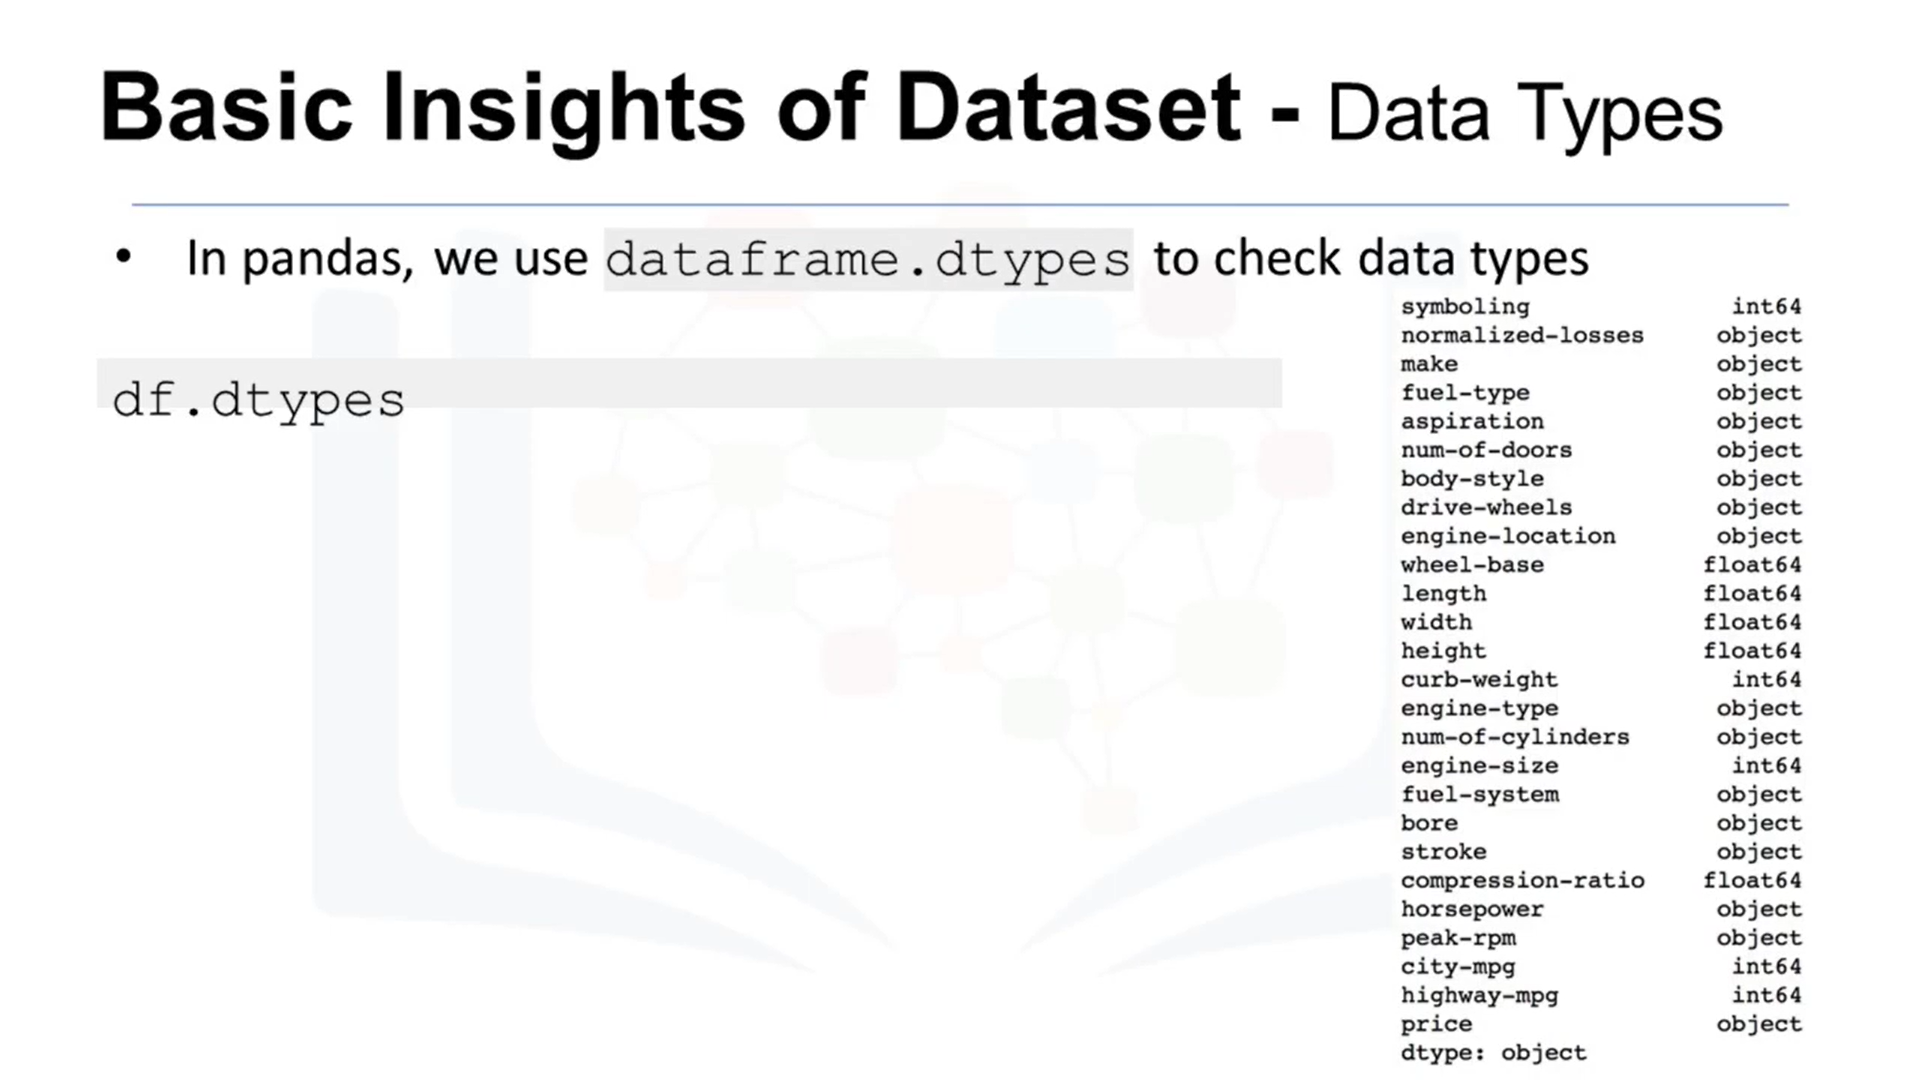 Basic Insights of Dataset - Data Types
• In pandas, we use dataframe.dtypes to check data types
df.dtypes
symboling int64
normalized-losses object
make object
fuel-type object
aspiration object
num-of-doors object
body-style object
drive-wheels object
engine-location object
wheel-base float64
length float64
width float64
height float64
curb-weight int64
engine-type object
num-of-cylinders object
engine-size int64
fuel-system object
bore object
stroke object
compression-ratio float64
horsepower object
peak-rpm object
city-mpg int64
highway-mpg int64
price object
dtype: object